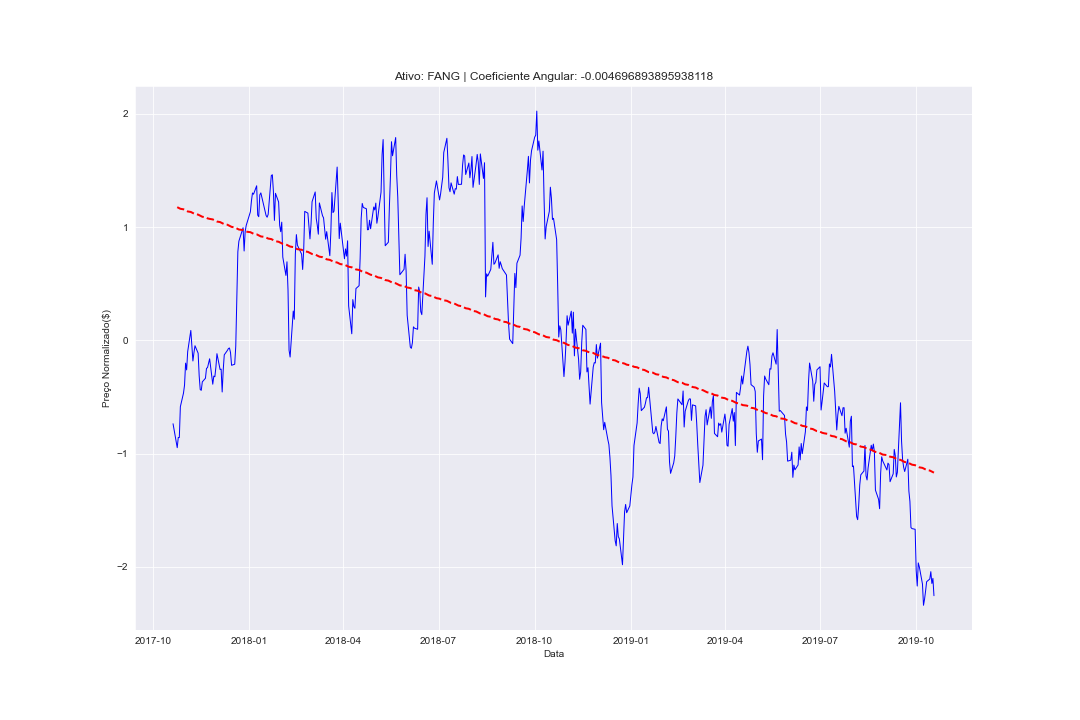 Ativo: FANG | Coeficiente Angular: -0.004696893895938118
Preço Normalizado($)
2
1
0
−1
−2
2017-10 2018-01 2018-04 2018-07 2018-10 2019-01 2019-04 2019-07 2019-10
Data